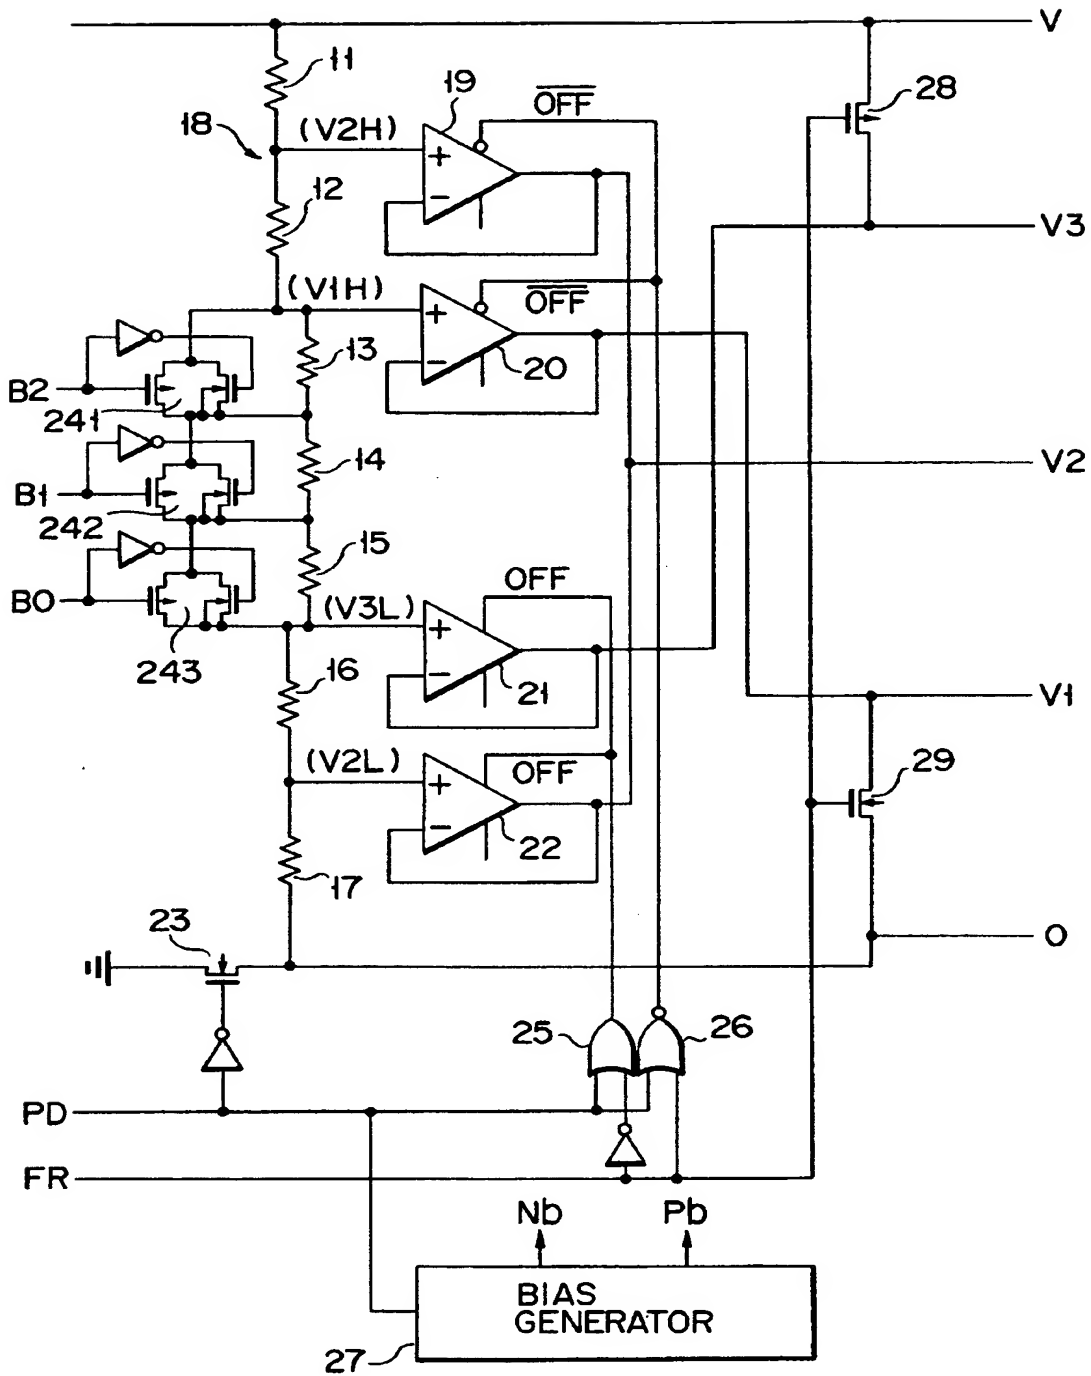 V
11
19
OFF
28
18
(V2H)
+
−
12
V3
(V1H)
OFF
+
−
13
20
B2
241
14
V2
B1
242
15
OFF
B0
(V3L)
+
−
243
16
21
V1
(V2L)
OFF
29
+
−
22
17
23
0
25
26
PD
FR
Nb
Pb
BIAS
GENERATOR
27